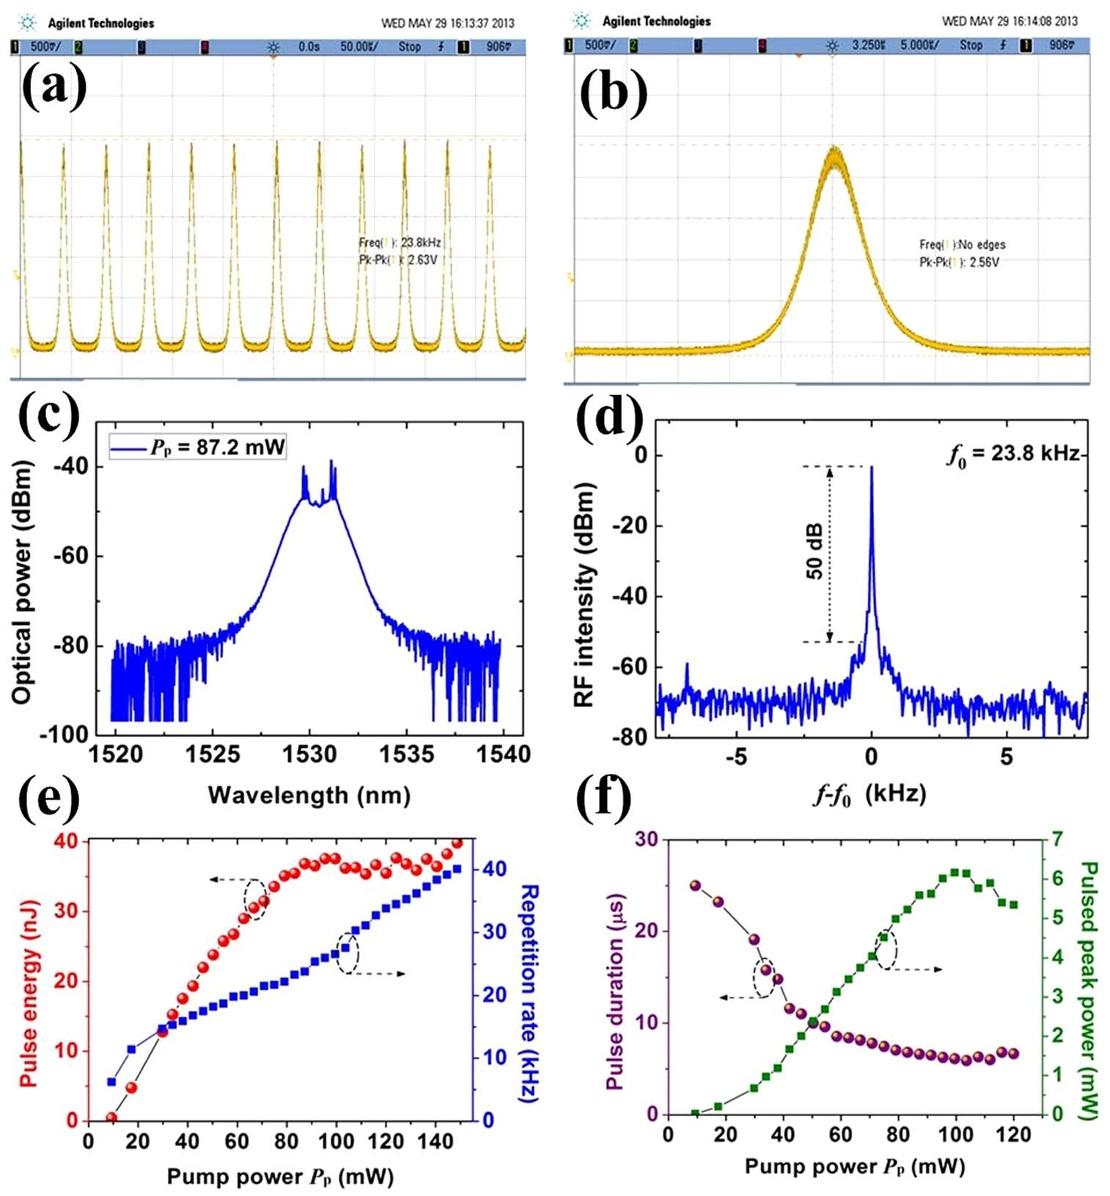 Agilent Technologies WED MAY 29 16:13:37 2013
1 500▽/ 2 3 4 0.0s 50.00%/ Stop 1 906▽
(a)
Freq(1): 23.8kHz
Pk-Pk(1): 2.63V
Agilent Technologies WED MAY 29 16:14:08 2013
1 500▽/ 2 3 4 3.250% 5.000%/ Stop 1 906▽
(b)
Freq(1):No edges
Pk-Pk(1): 2.56V
(c)
Pp = 87.2 mW
Optical power (dBm)
-40
-60
-80
-100
1520 1525 1530 1535 1540
Wavelength (nm)
(d)
f0 = 23.8 kHz
50 dB
RF intensity (dBm)
0
-20
-40
-60
-80
-5 0 5
f-f0 (kHz)
(e)
Pulse energy (nJ)
40
30
20
10
0
Repetition rate (kHz)
40
30
20
10
0
0 20 40 60 80 100 120 140
Pump power Pp (mW)
(f)
Pulse duration (μs)
30
20
10
0
Pulsed peak power (mW)
7
6
5
4
3
2
1
0
0 20 40 60 80 100 120
Pump power Pp (mW)